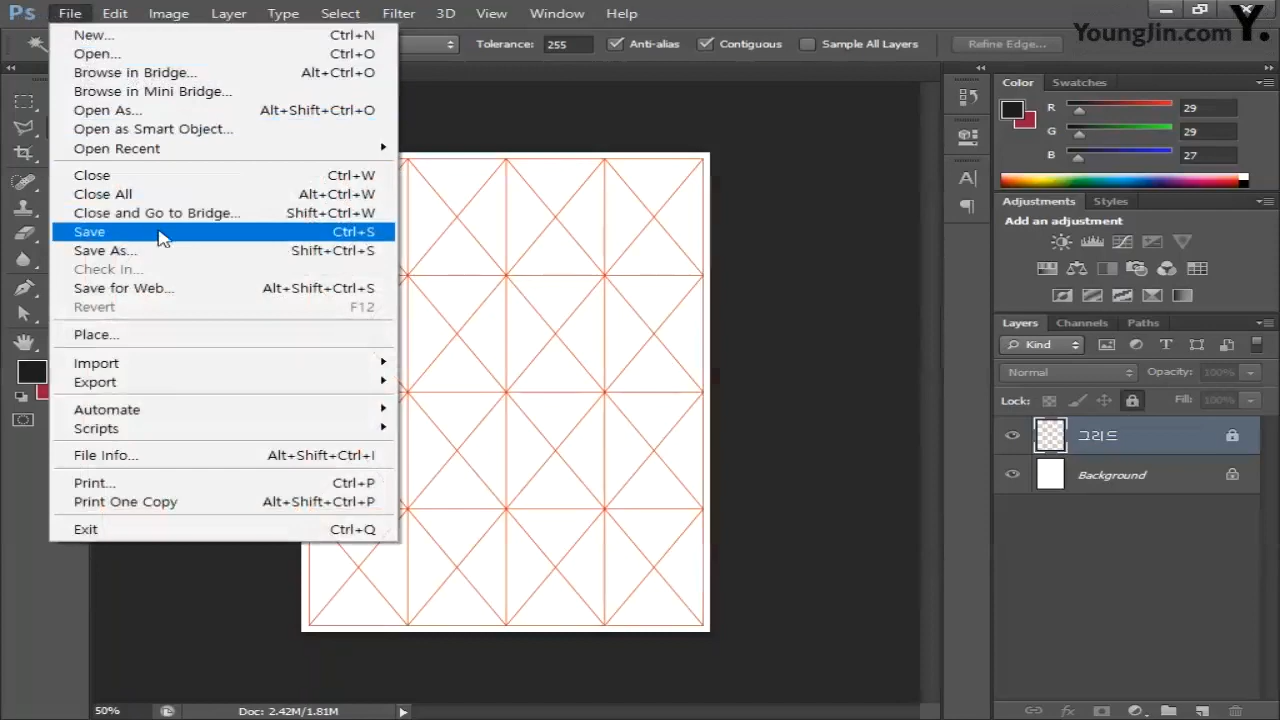 Ps File Edit Image Layer Type Select Filter 3D View Window Help
YoungJin.com Y.
Tolerance: 255 Anti-alias Contiguous Sample All Layers Refine Edge...
New... Ctrl+N
Open... Ctrl+O
Browse in Bridge... Alt+Ctrl+O
Browse in Mini Bridge...
Open As... Alt+Shift+Ctrl+O
Open as Smart Object...
Open Recent
Close Ctrl+W
Close All Alt+Ctrl+W
Close and Go to Bridge... Shift+Ctrl+W
Save Ctrl+S
Save As... Shift+Ctrl+S
Check In...
Save for Web... Alt+Shift+Ctrl+S
Revert F12
Place...
Import
Export
Automate
Scripts
File Info... Alt+Shift+Ctrl+I
Print... Ctrl+P
Print One Copy Alt+Shift+Ctrl+P
Exit Ctrl+Q
Color Swatches
R 29
G 29
B 27
Adjustments Styles
Add an adjustment
Layers Channels Paths
Kind
Normal Opacity: 100%
Lock: Fill: 100%
그리드
Background
50% Doc: 2.42M/1.81M